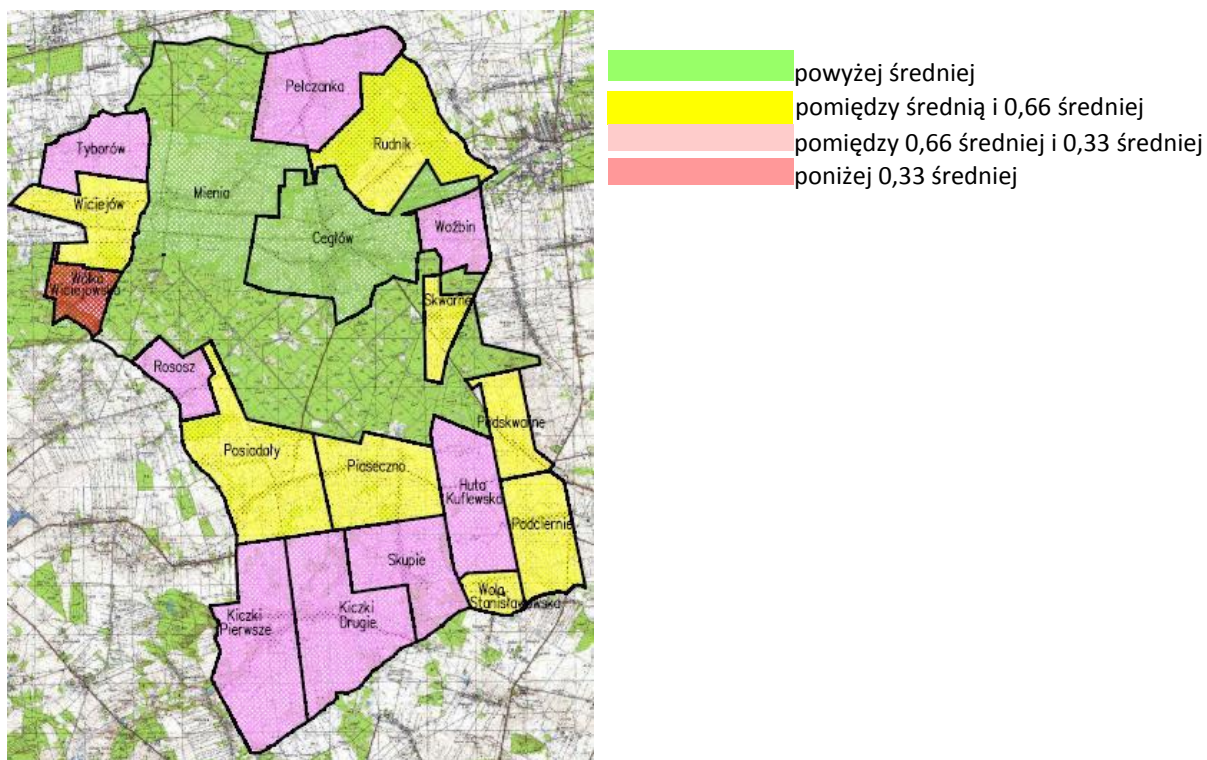 Pełczanka
Rudnik
Tyborów
Mienia
Wiciejów
Cegłów
Woźbin
Wólka
Wiciejowska
Skwarne
Rososz
Podskwarne
Posiadały
Piaseczno
Huta
Kuflewska
Podciernie
Skupie
Wola
Stanisławowska
Kiczki
Pierwsze
Kiczki
Drugie
powyżej średniej
pomiędzy średnią i 0,66 średniej
pomiędzy 0,66 średniej i 0,33 średniej
poniżej 0,33 średniej